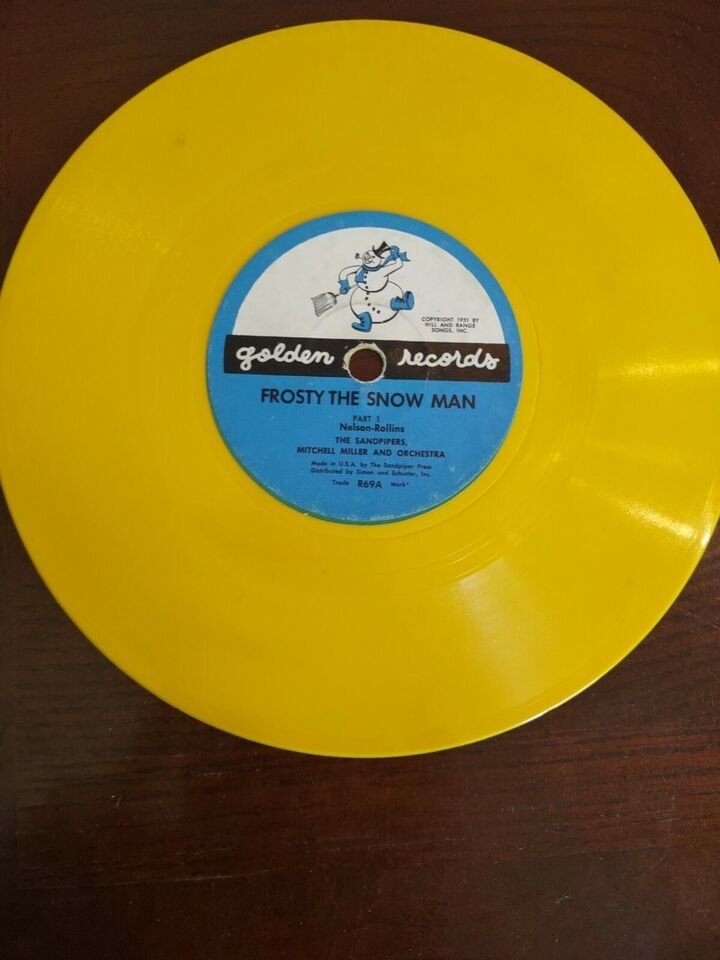 COPYRIGHT 1951 BY
HILL AND RANGE
SONGS, INC.
golden records
FROSTY THE SNOW MAN
PART 1
Nelson-Rollins
THE SANDPIPERS,
MITCHELL MILLER AND ORCHESTRA
Made in U.S.A. by The Sandpiper Press
Distributed by Simon and Schuster, Inc.
Trade R69A Mark*